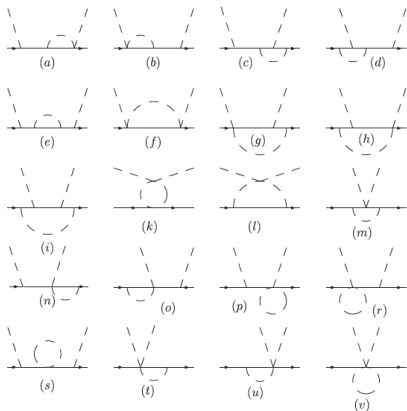 (a) (b) (c) (d)
(e) (f) (g) (h)
(i) (k) (l) (m)
(n) (o) (p) (r)
(s) (t) (u) (v)